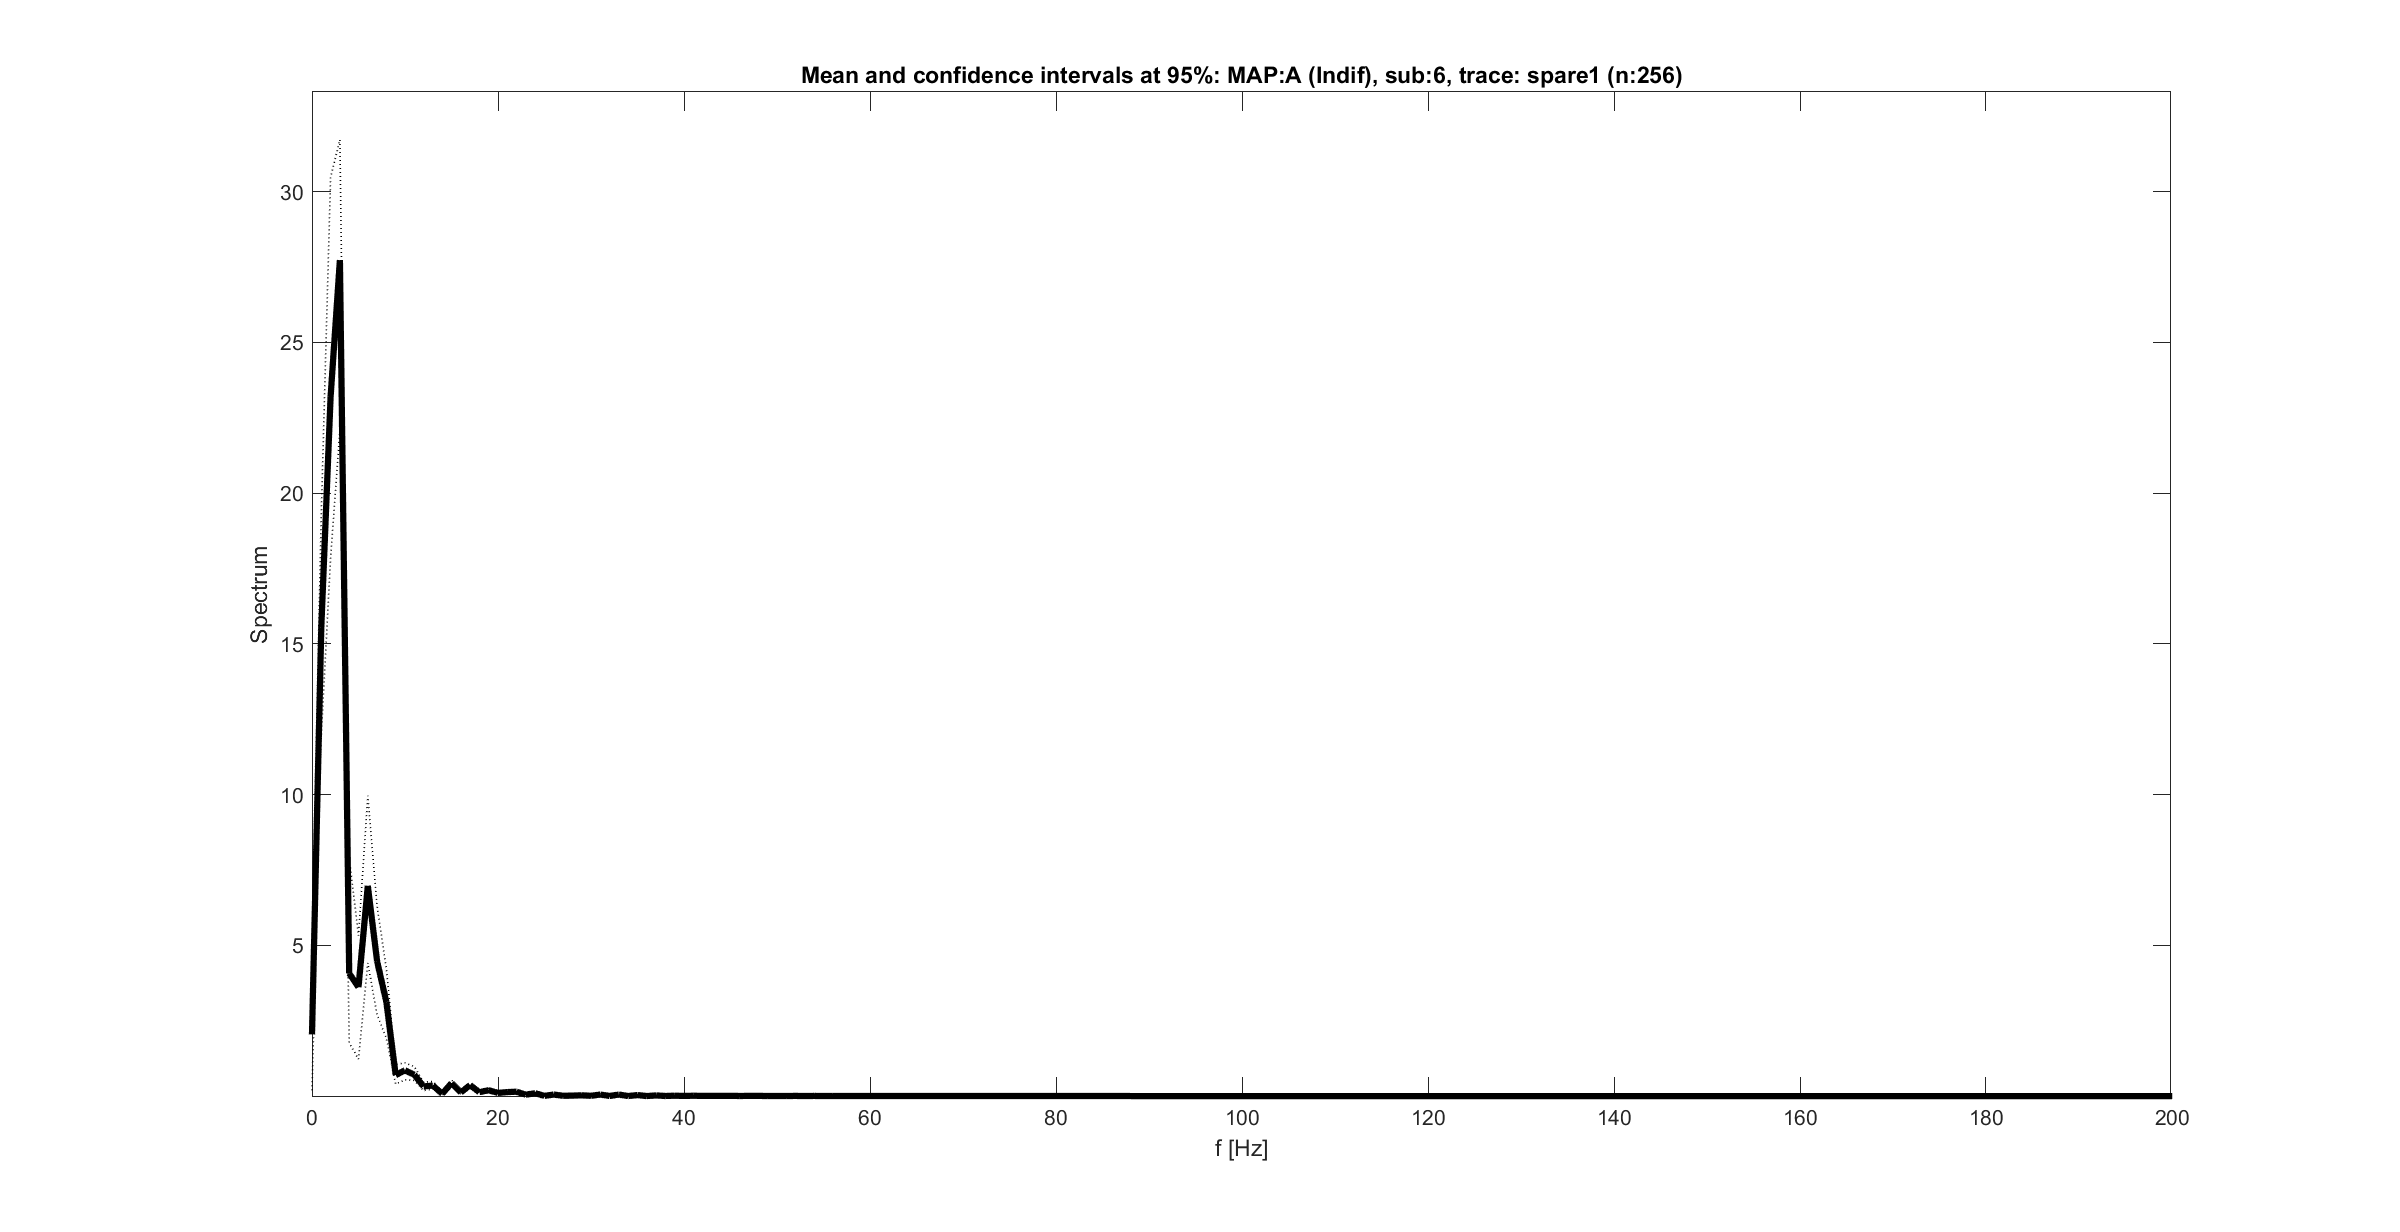 Mean and confidence intervals at 95%: MAP:A (Indif), sub:6, trace: spare1 (n:256)
30
25
20
15
10
5
Spectrum
0 20 40 60 80 100 120 140 160 180 200
f [Hz]